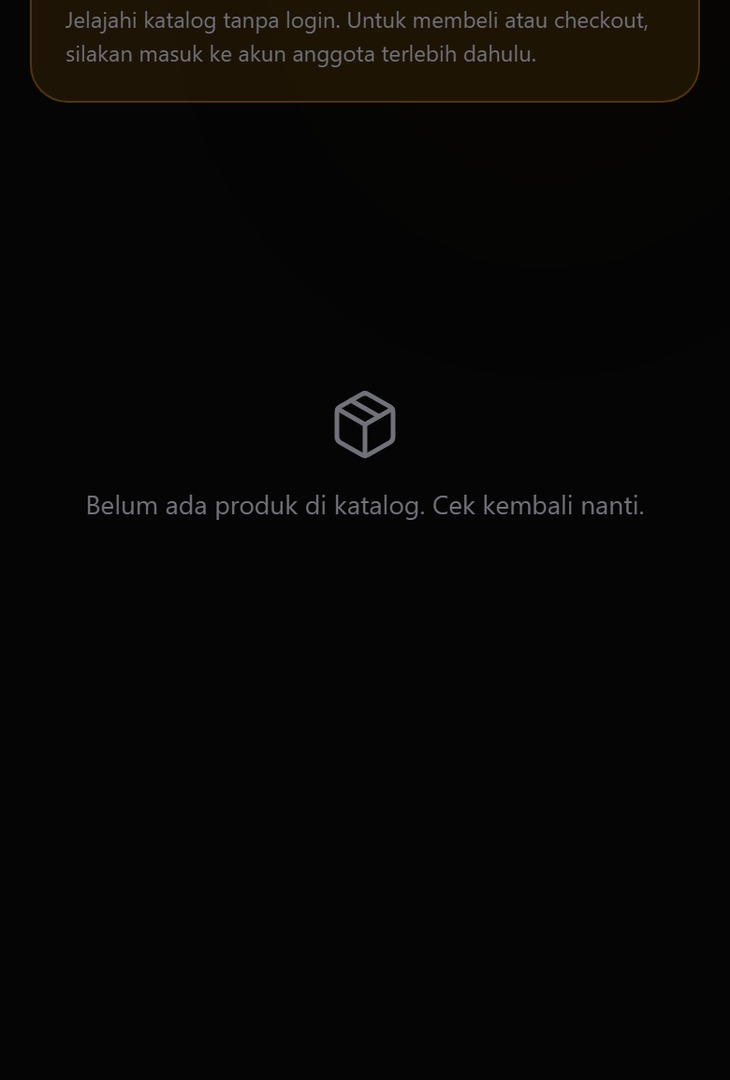 Jelajahi katalog tanpa login. Untuk membeli atau checkout,
silakan masuk ke akun anggota terlebih dahulu.
Belum ada produk di katalog. Cek kembali nanti.